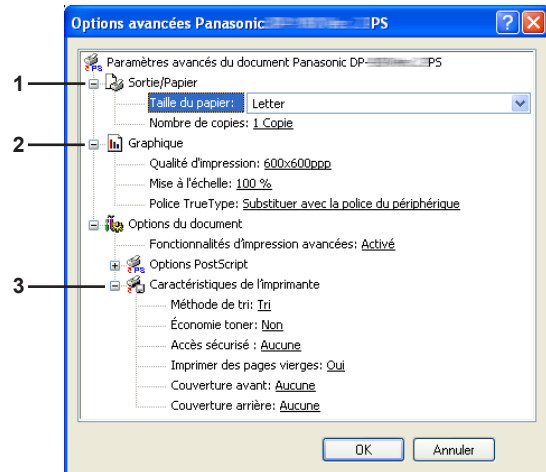 Options avancées Panasonic PS
Paramètres avancés du document Panasonic DP- PS
1
Sortie/Papier
Taille du papier: Letter
Nombre de copies: 1 Copie
2
Graphique
Qualité d'impression: 600x600ppp
Mise à l'échelle: 100 %
Police TrueType: Substituer avec la police du périphérique
Options du document
Fonctionnalités d'impression avancées: Activé
PS
Options PostScript
3
Caractéristiques de l'imprimante
Méthode de tri: Tri
Économie toner: Non
Accès sécurisé : Aucune
Imprimer des pages vierges: Oui
Couverture avant: Aucune
Couverture arrière: Aucune
OK
Annuler